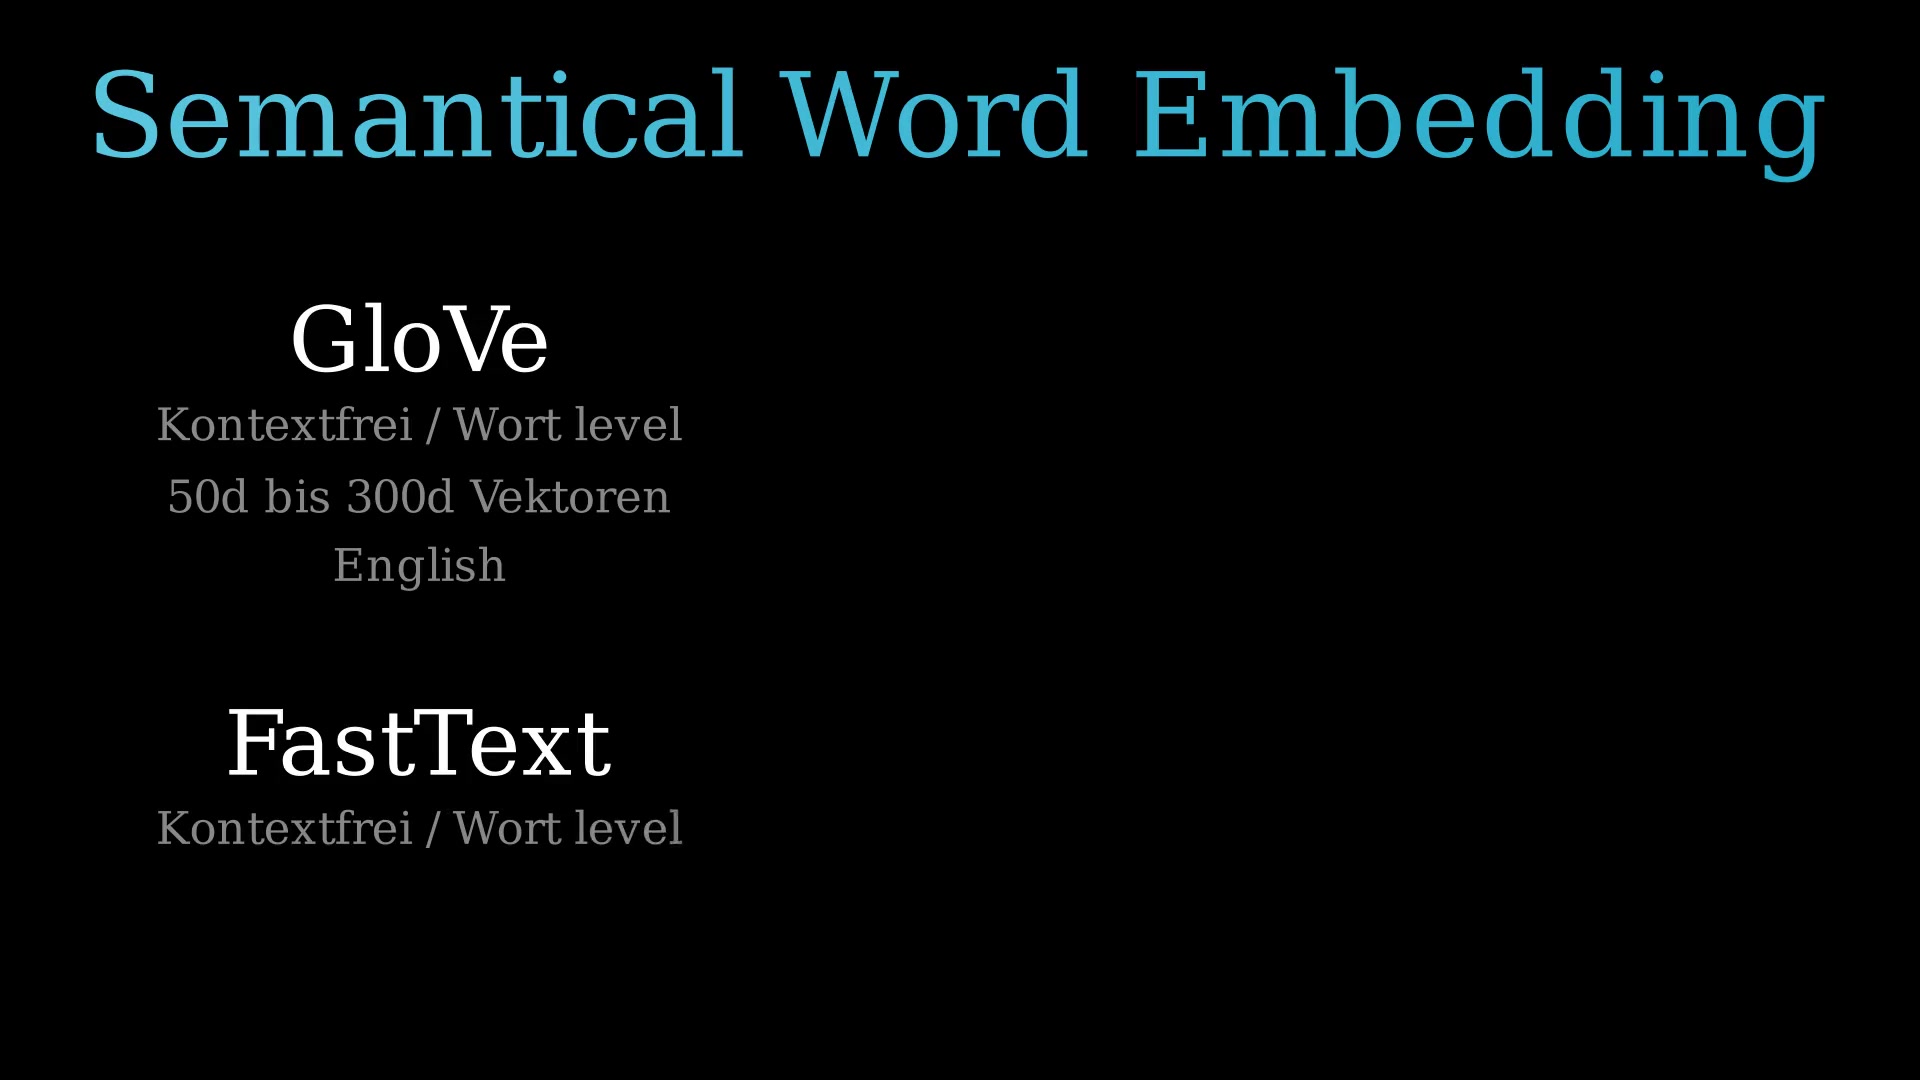 Semantical Word Embedding
GloVe
Kontextfrei / Wort level
50d bis 300d Vektoren
English
FastText
Kontextfrei / Wort level